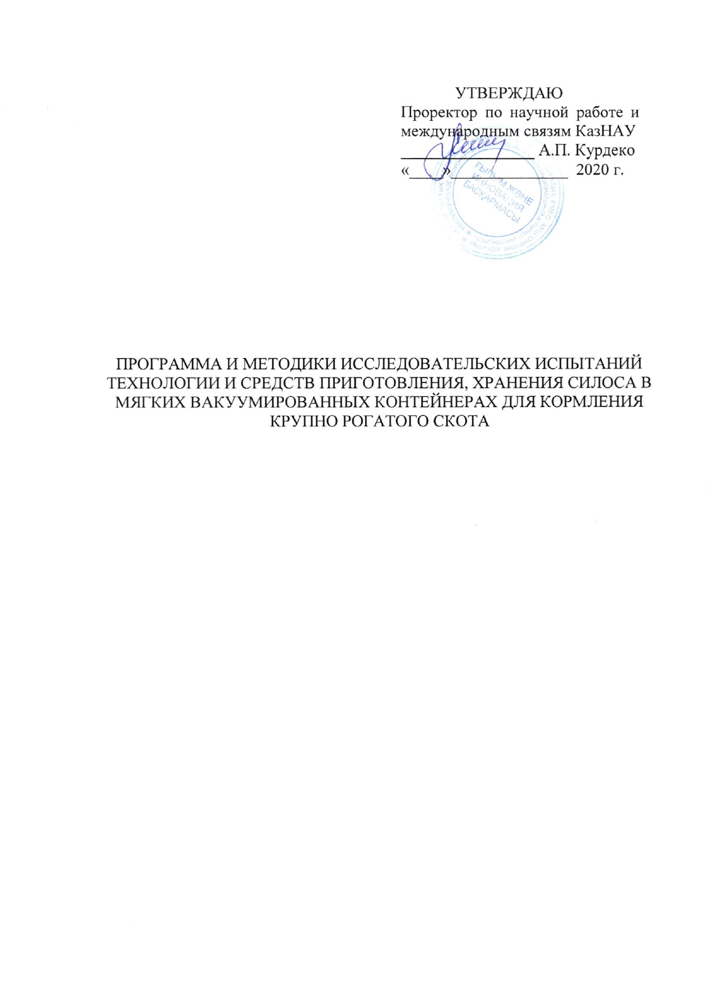 УТВЕРЖДАЮ
Проректор по научной работе и
международным связям КазНАУ
________________ А.П. Курдеко
«____»______________ 2020 г.
ҒЫЛЫМ ЖӘНЕ
ИННОВАЦИЯ
БАСҚАРМАСЫ
ПРОГРАММА И МЕТОДИКИ ИССЛЕДОВАТЕЛЬСКИХ ИСПЫТАНИЙ
ТЕХНОЛОГИИ И СРЕДСТВ ПРИГОТОВЛЕНИЯ, ХРАНЕНИЯ СИЛОСА В
МЯГКИХ ВАКУУМИРОВАННЫХ КОНТЕЙНЕРАХ ДЛЯ КОРМЛЕНИЯ
КРУПНО РОГАТОГО СКОТА